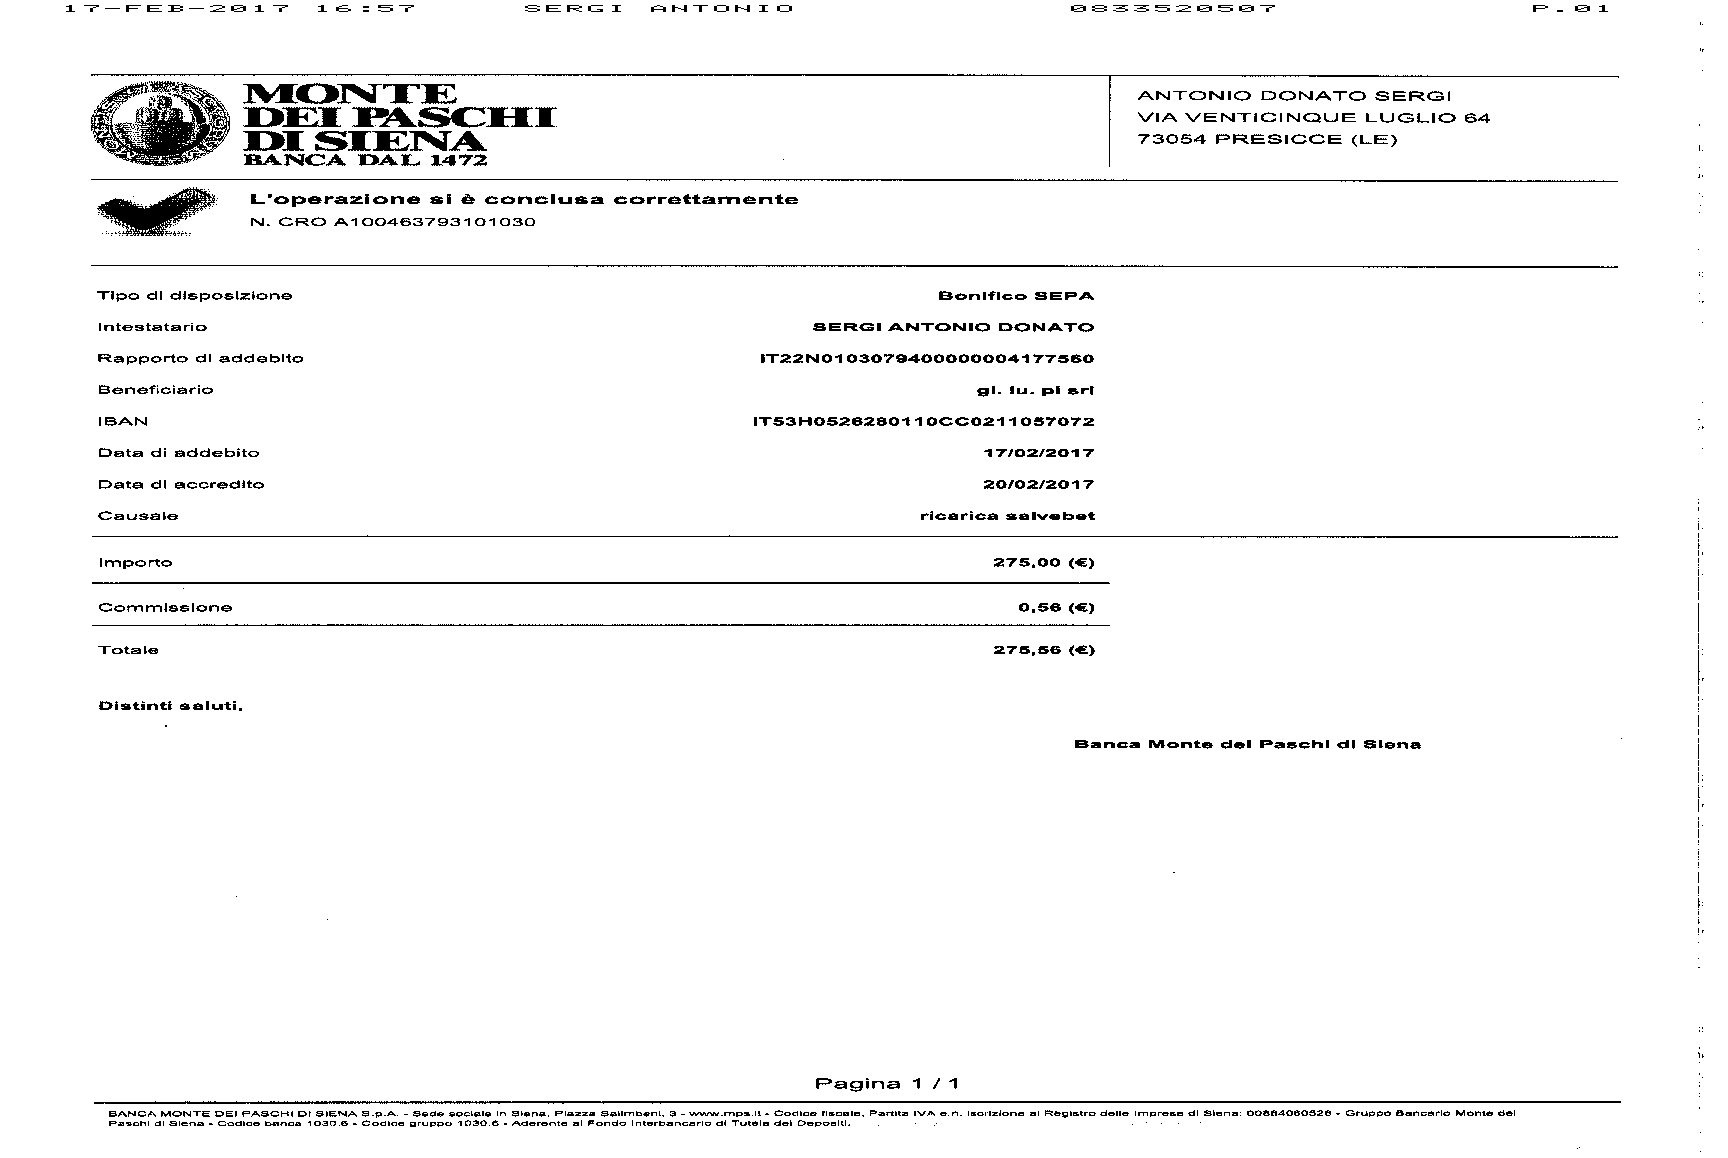 17-FEB-2017 16:57 SERGI ANTONIO 0833520507 P.01
MONTE
DEI PASCHI
DI SIENA
BANCA DAL 1472
ANTONIO DONATO SERGI
VIA VENTICINQUE LUGLIO 64
73054 PRESICCE (LE)
L'operazione si è conclusa correttamente
N. CRO A100463793101030
Tipo di disposizione Bonifico SEPA
Intestatario SERGI ANTONIO DONATO
Rapporto di addebito IT22N0103079400000004177560
Beneficiario gi. lu. pi srl
IBAN IT53H0526280110CC0211057072
Data di addebito 17/02/2017
Data di accredito 20/02/2017
Causale ricarica salvebet
Importo 275,00 (€)
Commissione 0,56 (€)
Totale 275,56 (€)
Distinti saluti.
Banca Monte dei Paschi di Siena
Pagina 1 / 1
BANCA MONTE DEI PASCHI DI SIENA S.p.A. - Sede sociale in Siena, Piazza Salimbeni, 3 - www.mps.it - Codice fiscale, Partita IVA e n. iscrizione al Registro delle Imprese di Siena: 00884060526 - Gruppo Bancario Monte dei
Paschi di Siena - Codice banca 1030.6 - Codice gruppo 1030.6 - Aderente al Fondo Interbancario di Tutela dei Depositi.